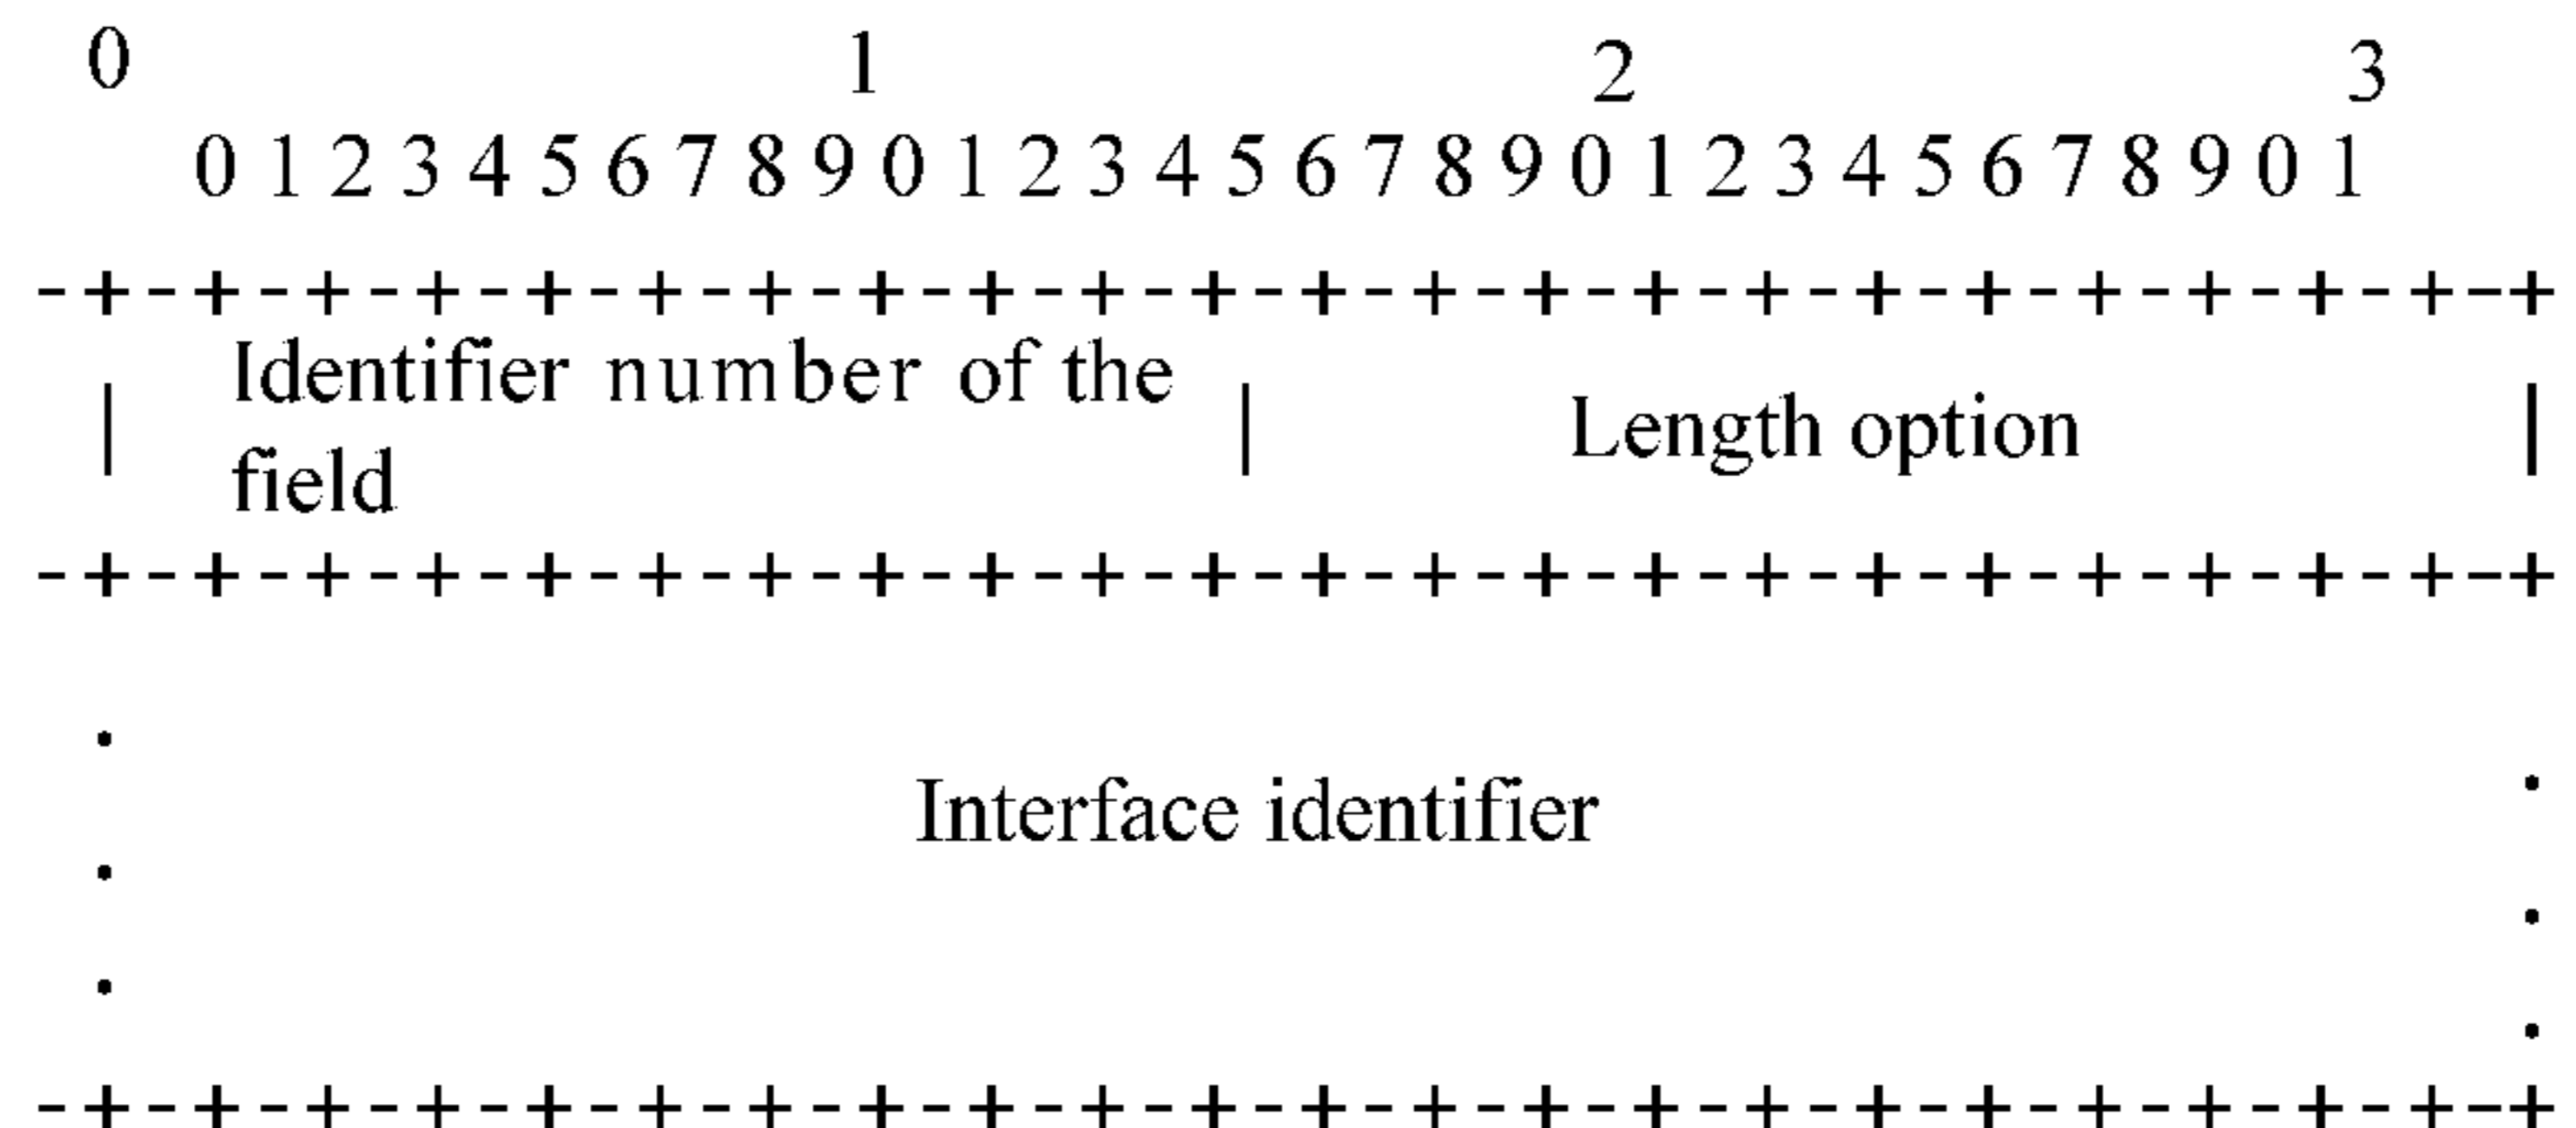 0 1 2 3
0 1 2 3 4 5 6 7 8 9 0 1 2 3 4 5 6 7 8 9 0 1 2 3 4 5 6 7 8 9 0 1
-+-+-+-+-+-+-+-+-+-+-+-+-+-+-+-+-+-+-+-+-+-+--+
| Identifier number of the | Length option |
field
-+-+-+-+-+-+-+-+-+-+-+-+-+-+-+-+-+-+-+-+-+-+--+
.
Interface identifier .
.
.
.
.
-+-+-+-+-+-+-+-+-+-+-+-+-+-+-+-+-+-+-+-+-+-+--+